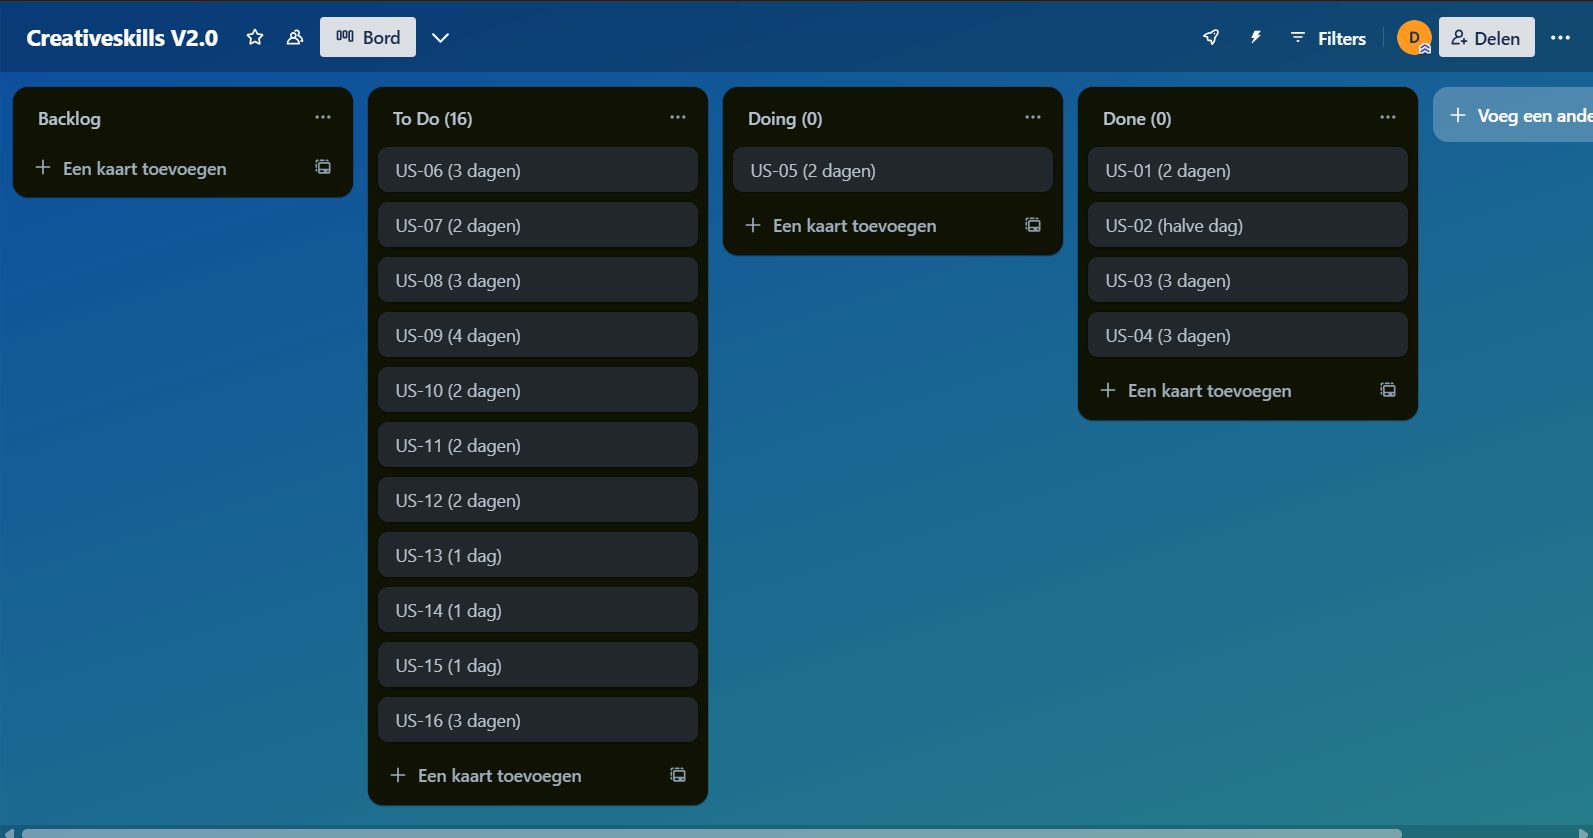 Creativeskills V2.0
Bord
Filters
D
Delen
Backlog
Een kaart toevoegen
To Do (16)
US-06 (3 dagen)
US-07 (2 dagen)
US-08 (3 dagen)
US-09 (4 dagen)
US-10 (2 dagen)
US-11 (2 dagen)
US-12 (2 dagen)
US-13 (1 dag)
US-14 (1 dag)
US-15 (1 dag)
US-16 (3 dagen)
Een kaart toevoegen
Doing (0)
US-05 (2 dagen)
Een kaart toevoegen
Done (0)
US-01 (2 dagen)
US-02 (halve dag)
US-03 (3 dagen)
US-04 (3 dagen)
Een kaart toevoegen
Voeg een ande